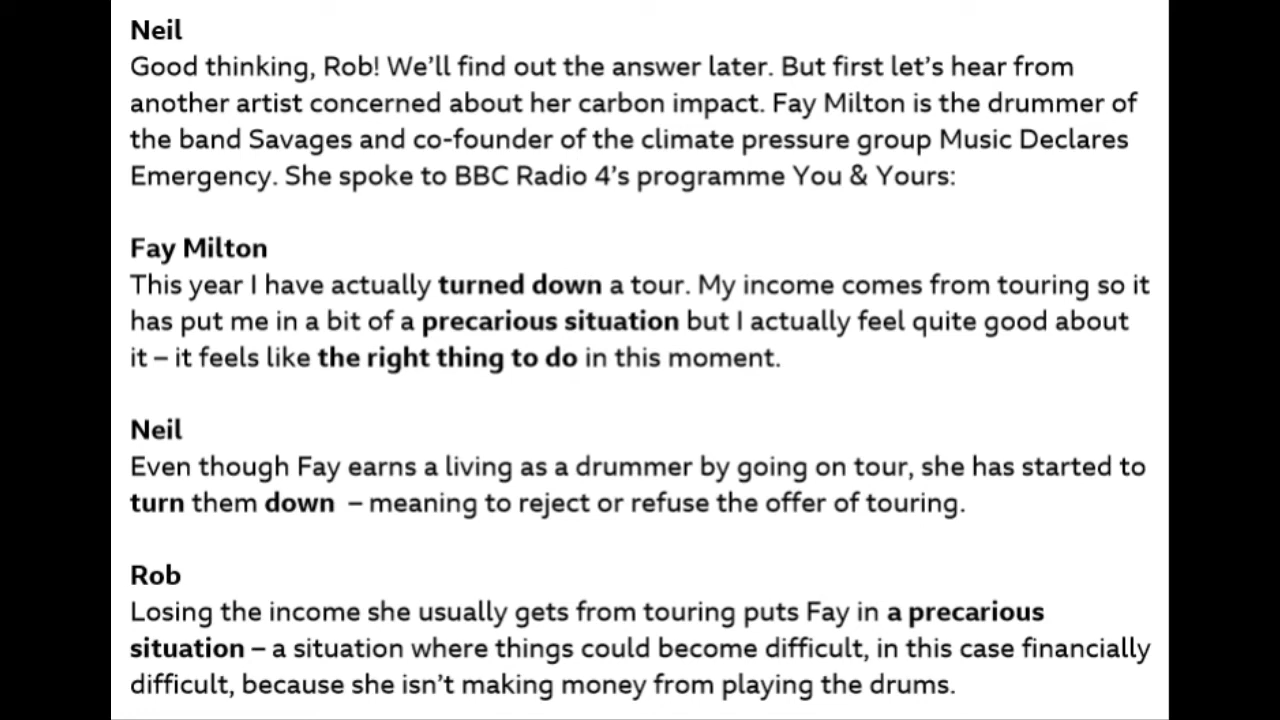 Neil
Good thinking, Rob! We’ll find out the answer later. But first let’s hear from
another artist concerned about her carbon impact. Fay Milton is the drummer of
the band Savages and co-founder of the climate pressure group Music Declares
Emergency. She spoke to BBC Radio 4’s programme You & Yours:
Fay Milton
This year I have actually turned down a tour. My income comes from touring so it
has put me in a bit of a precarious situation but I actually feel quite good about
it – it feels like the right thing to do in this moment.
Neil
Even though Fay earns a living as a drummer by going on tour, she has started to
turn them down – meaning to reject or refuse the offer of touring.
Rob
Losing the income she usually gets from touring puts Fay in a precarious
situation – a situation where things could become difficult, in this case financially
difficult, because she isn’t making money from playing the drums.